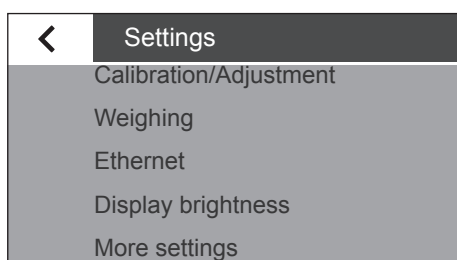 Settings
Calibration/Adjustment
Weighing
Ethernet
Display brightness
More settings